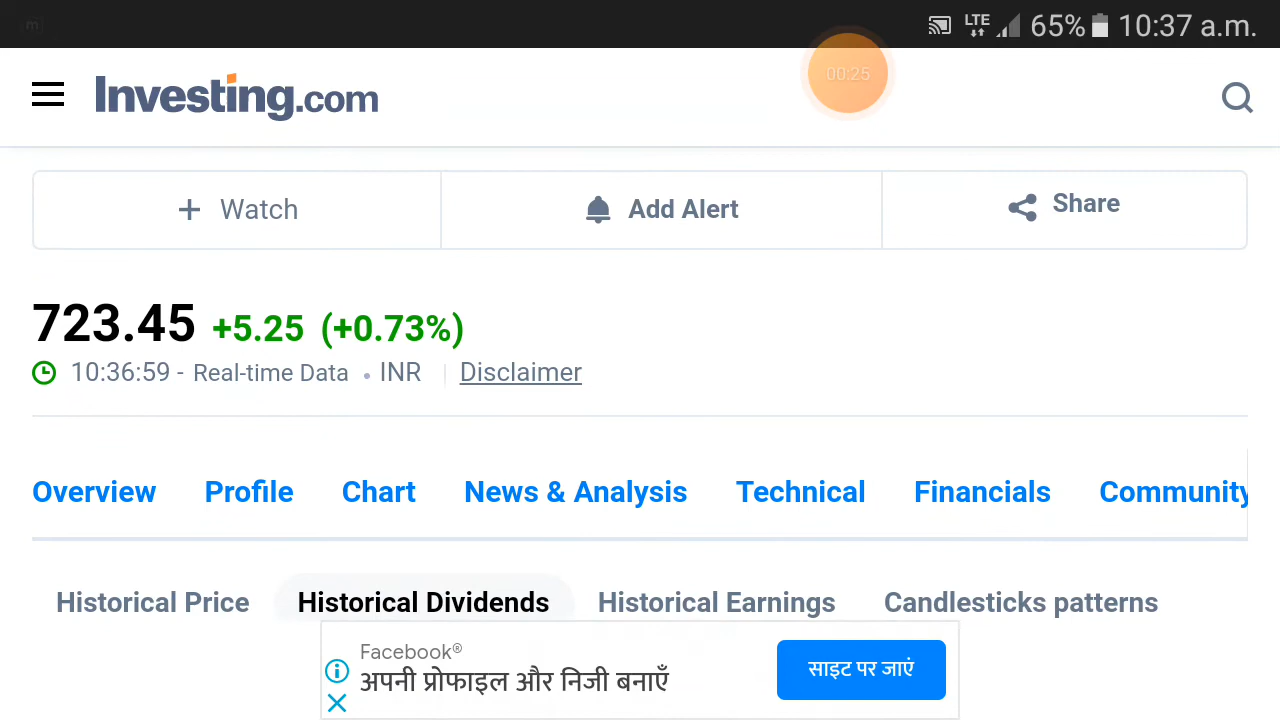 m
LTE 65% 10:37 a.m.
Investing.com
00:25
+ Watch
Add Alert
Share
723.45 +5.25 (+0.73%)
10:36:59 - Real-time Data • INR | Disclaimer
Overview Profile Chart News & Analysis Technical Financials Community
Historical Price Historical Dividends Historical Earnings Candlesticks patterns
Facebook®
अपनी प्रोफाइल और निजी बनाएँ
साइट पर जाएं